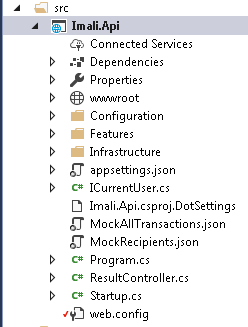 src
Imali.Api
Connected Services
Dependencies
Properties
wwwroot
Configuration
Features
Infrastructure
appsettings.json
C# ICurrentUser.cs
Imali.Api.csproj.DotSettings
MockAllTransactions.json
MockRecipients.json
C# Program.cs
C# ResultController.cs
C# Startup.cs
web.config